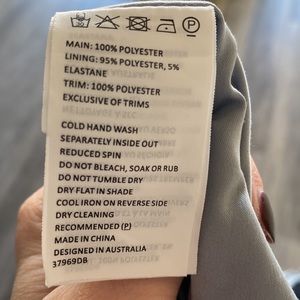 MAIN: 100% POLYESTER
LINING: 95% POLYESTER, 5%
ELASTANE
TRIM: 100% POLYESTER
EXCLUSIVE OF TRIMS
COLD HAND WASH
SEPARATELY INSIDE OUT
REDUCED SPIN
DO NOT BLEACH, SOAK OR RUB
DO NOT TUMBLE DRY
DRY FLAT IN SHADE
COOL IRON ON REVERSE SIDE
DRY CLEANING
RECOMMENDED (P)
MADE IN CHINA
DESIGNED IN AUSTRALIA
37969DB